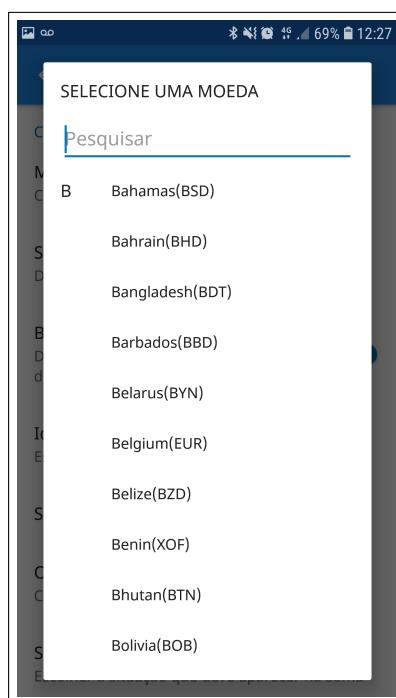 4G 69% 12:27
SELECIONE UMA MOEDA
Pesquisar
B Bahamas(BSD)
Bahrain(BHD)
Bangladesh(BDT)
Barbados(BBD)
Belarus(BYN)
Belgium(EUR)
Belize(BZD)
Benin(XOF)
Bhutan(BTN)
Bolivia(BOB)